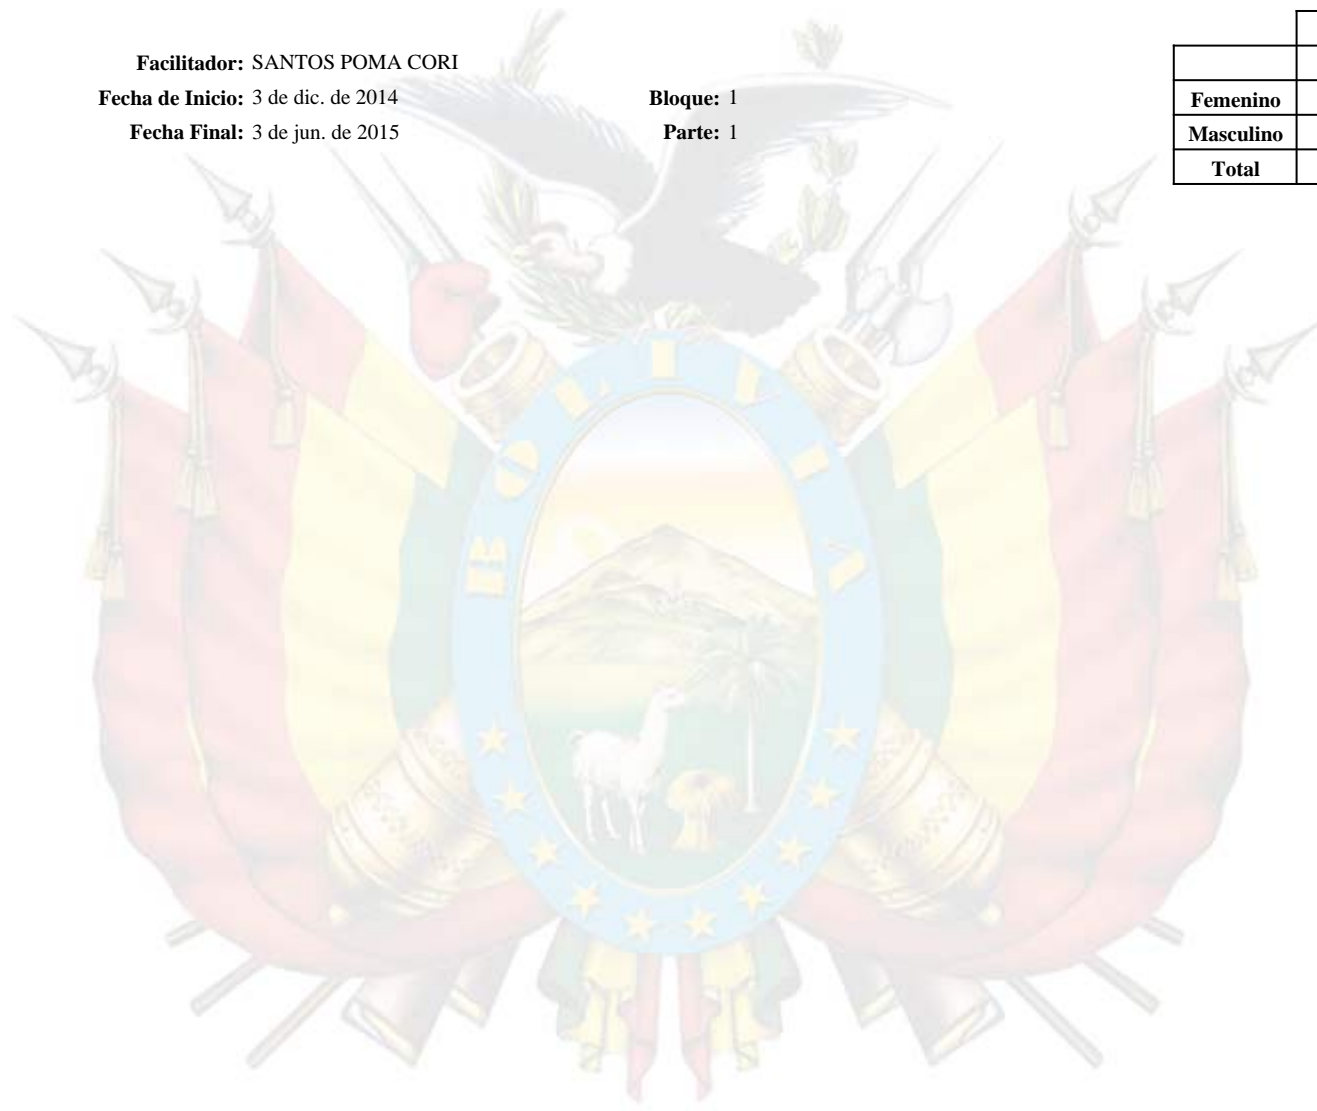 Facilitador: SANTOS POMA CORI
Fecha de Inicio: 3 de dic. de 2014 Bloque: 1
Fecha Final: 3 de jun. de 2015 Parte: 1
Femenino
Masculino
Total
BOLIVIA